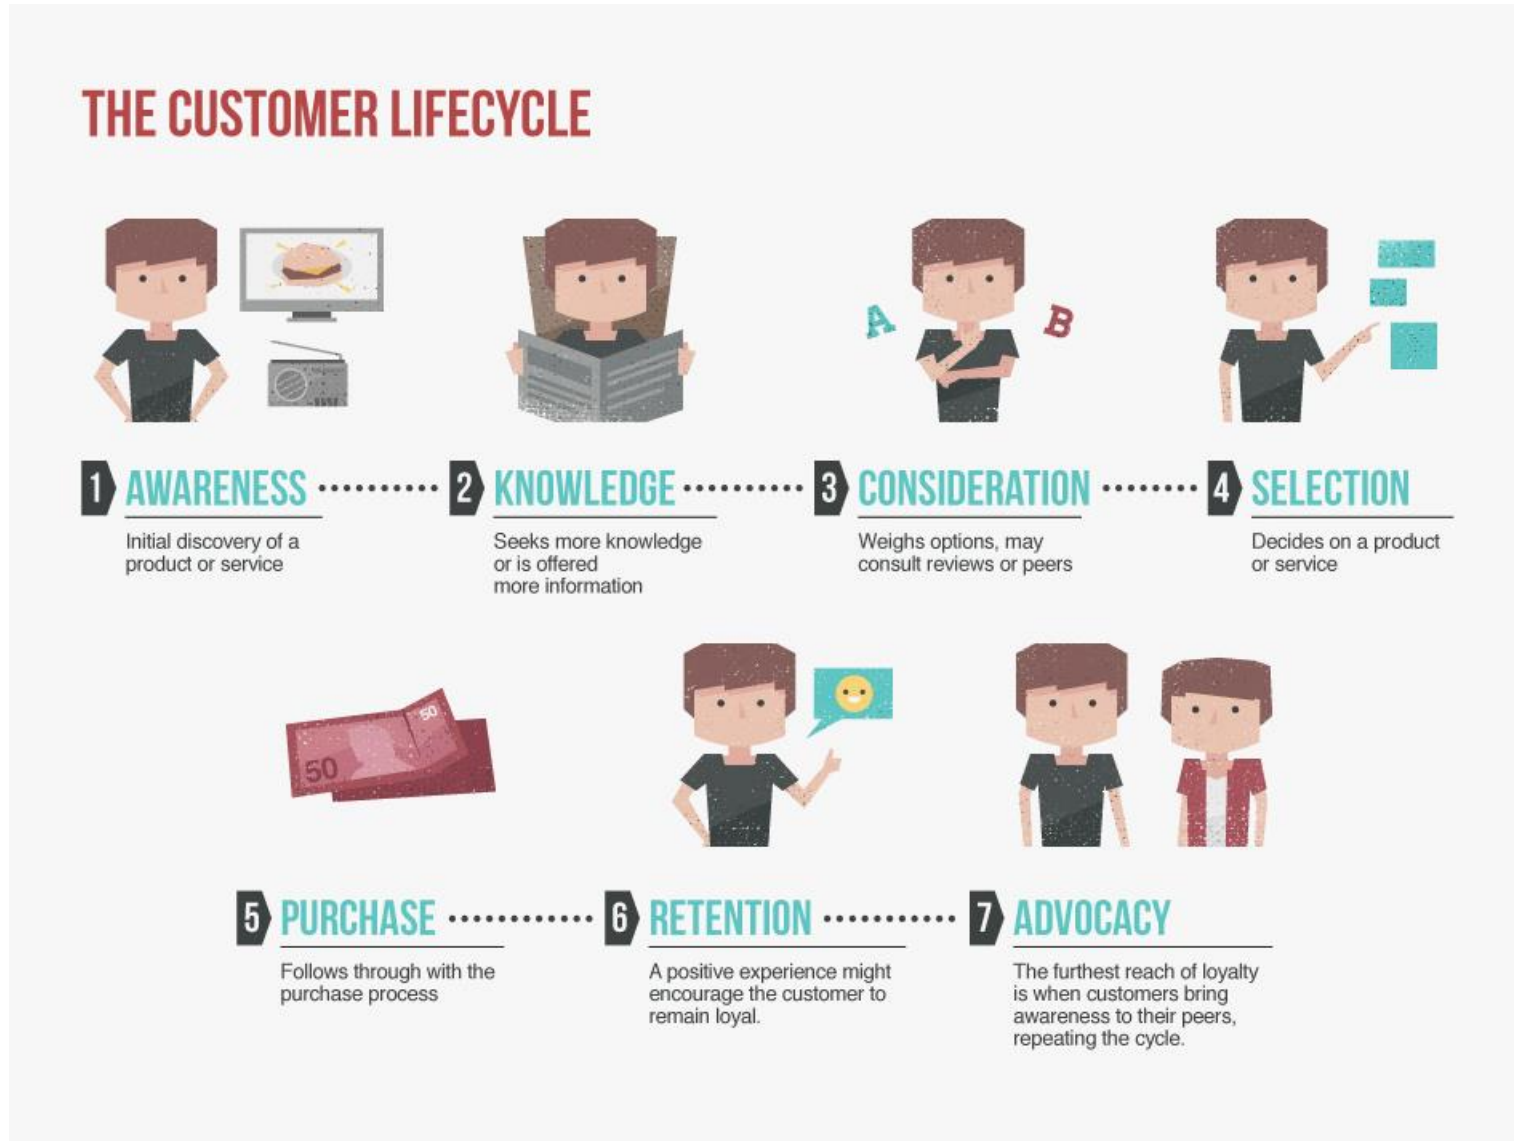 THE CUSTOMER LIFECYCLE
A
B
1 AWARENESS
Initial discovery of a
product or service
2 KNOWLEDGE
Seeks more knowledge
or is offered
more information
3 CONSIDERATION
Weighs options, may
consult reviews or peers
4 SELECTION
Decides on a product
or service
50
50
5 PURCHASE
Follows through with the
purchase process
6 RETENTION
A positive experience might
encourage the customer to
remain loyal.
7 ADVOCACY
The furthest reach of loyalty
is when customers bring
awareness to their peers,
repeating the cycle.